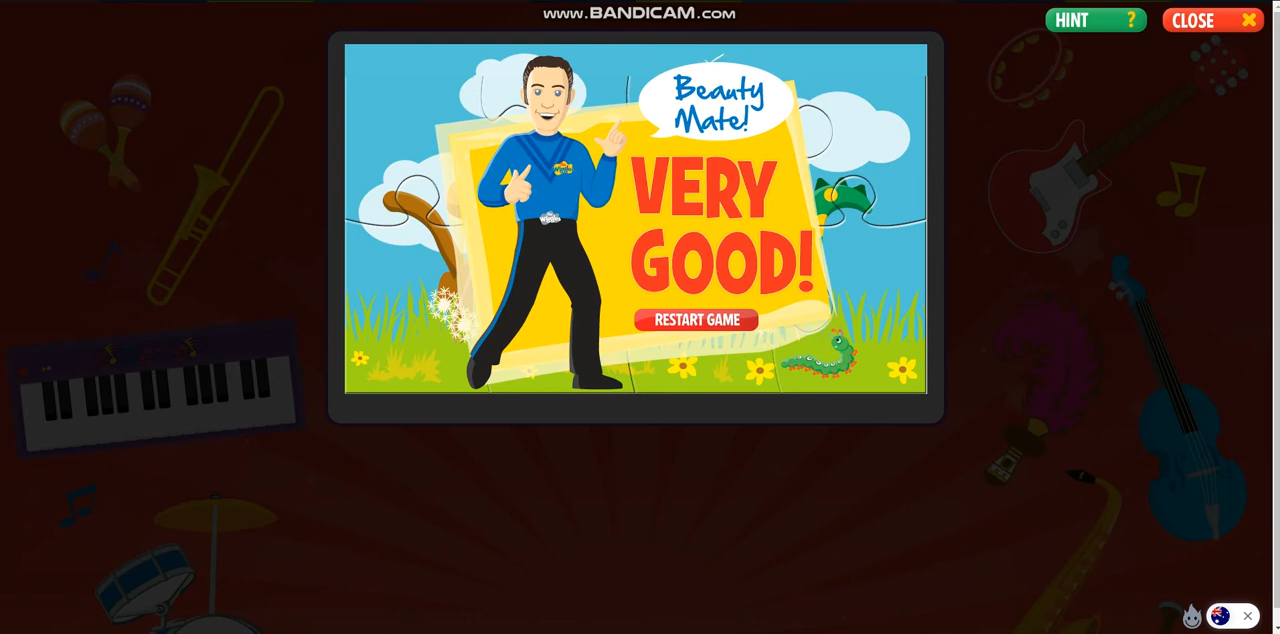 www.BANDICAM.com
HINT ?
CLOSE
Beauty
Mate!
VERY
GOOD!
RESTART GAME